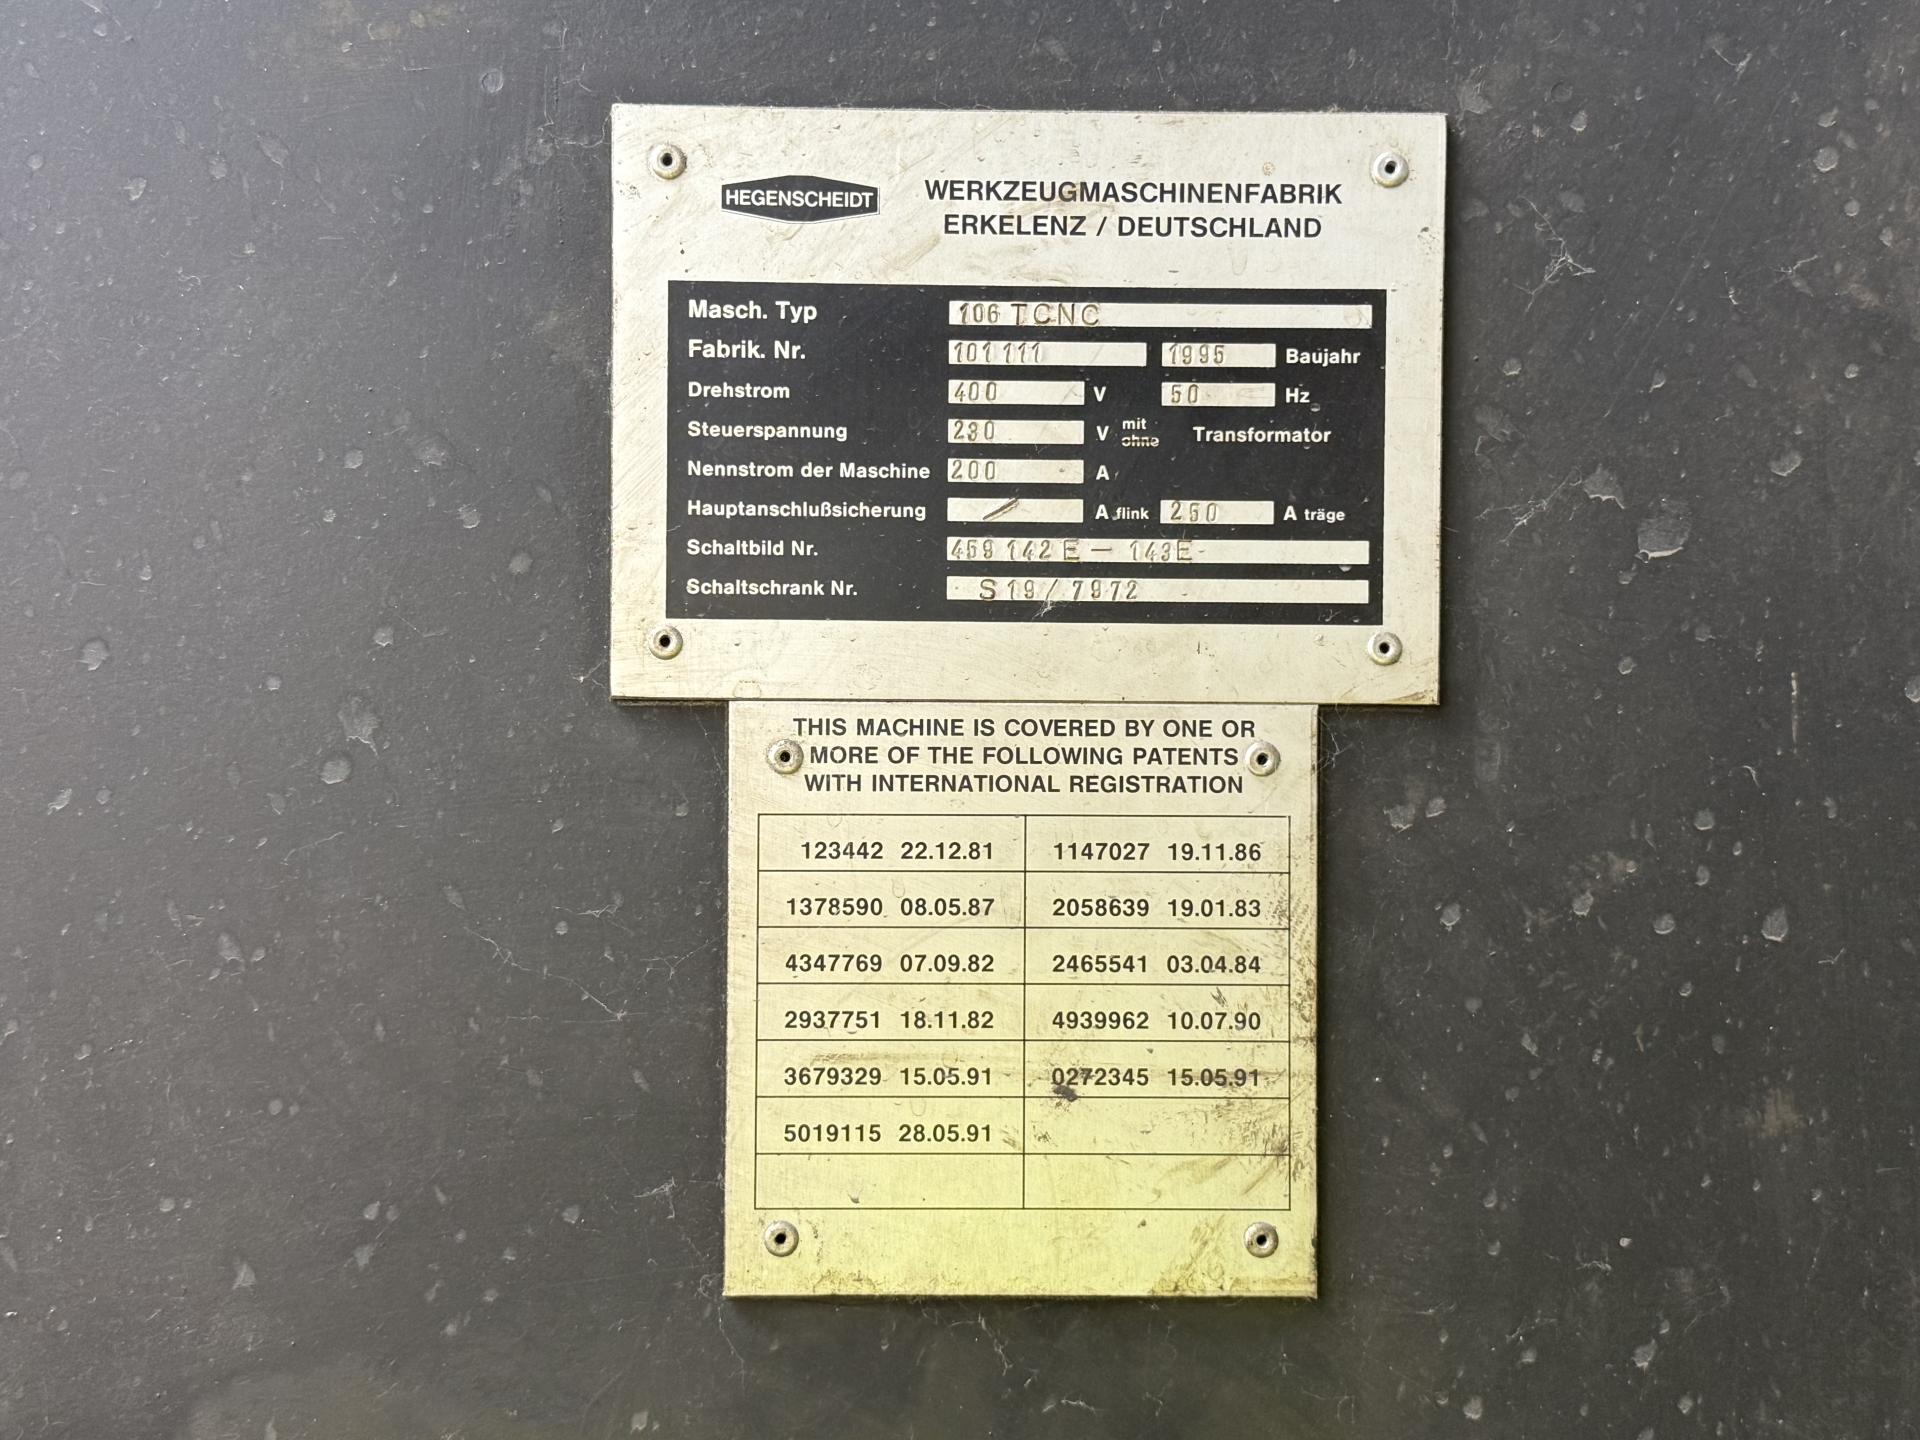 HEGENSCHEIDT
WERKZEUGMASCHINENFABRIK
ERKELENZ / DEUTSCHLAND
Masch. Typ 106 TCNC
Fabrik. Nr. 101 111 1995 Baujahr
Drehstrom 400 V 50 Hz
Steuerspannung 230 V mit ohne Transformator
Nennstrom der Maschine 200 A
Hauptanschlußsicherung / A flink 250 A träge
Schaltbild Nr. 459 142 E — 143E
Schaltschrank Nr. S 19 / 7972
THIS MACHINE IS COVERED BY ONE OR
MORE OF THE FOLLOWING PATENTS
WITH INTERNATIONAL REGISTRATION
123442 22.12.81 1147027 19.11.86
1378590 08.05.87 2058639 19.01.83
4347769 07.09.82 2465541 03.04.84
2937751 18.11.82 4939962 10.07.90
3679329 15.05.91 0272345 15.05.91
5019115 28.05.91